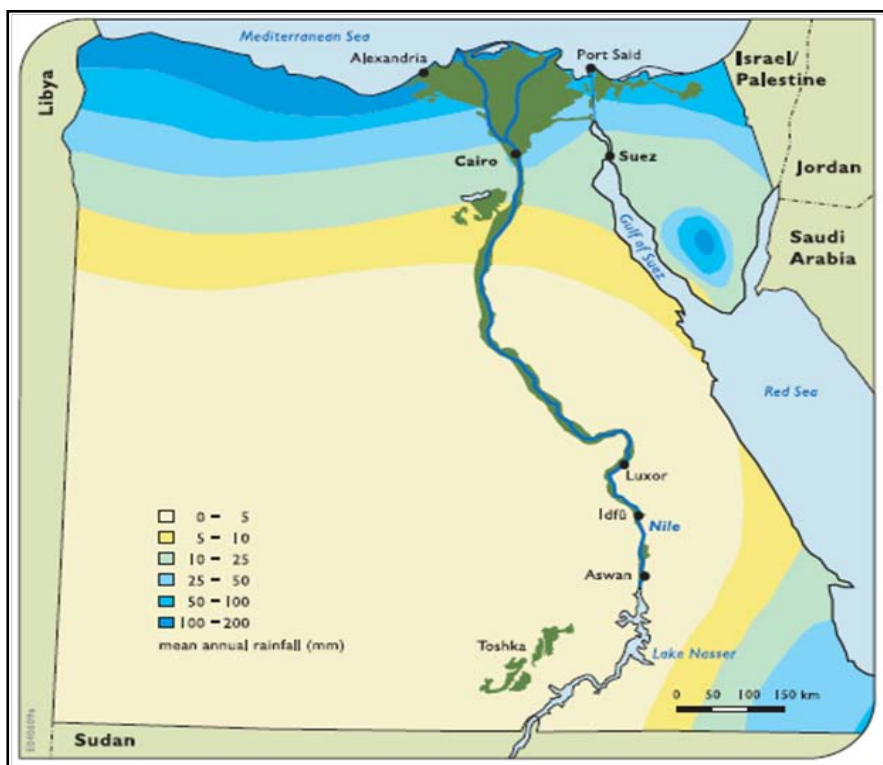 Mediterranean Sea
Alexandria
Port Said
Israel/
Palestine
Libya
Cairo
Suez
Jordan
Gulf of Suez
Saudi
Arabia
Red Sea
Luxor
Idfû
Nile
Aswan
0 – 5
5 – 10
10 – 25
25 – 50
50 – 100
100 – 200
mean annual rainfall (mm)
Toshka
Lake Nasser
0 50 100 150 km
Sudan